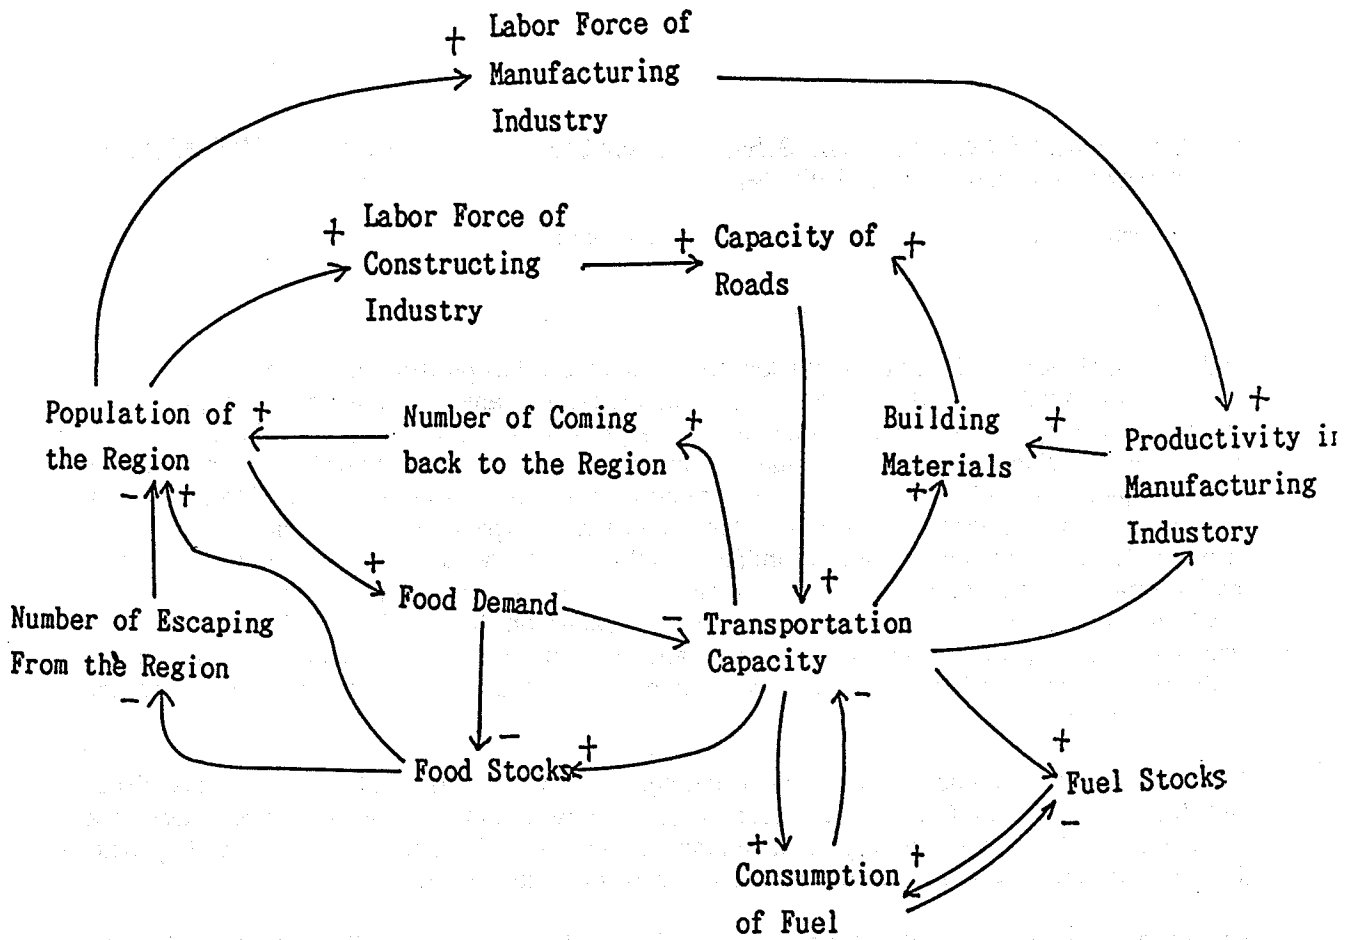 + Labor Force of
Manufacturing
Industry
+ Labor Force of
Constructing
Industry
+ Capacity of +
Roads
Population of +
the Region
- +
Number of Coming +
back to the Region
Building +
Materials
+
+
Productivity in
Manufacturing
Industory
+
Food Demand
-
+
Transportation
Capacity
-
Number of Escaping
From the Region
-
-
+
Food Stocks
+
Fuel Stocks
-
+
+
Consumption
of Fuel